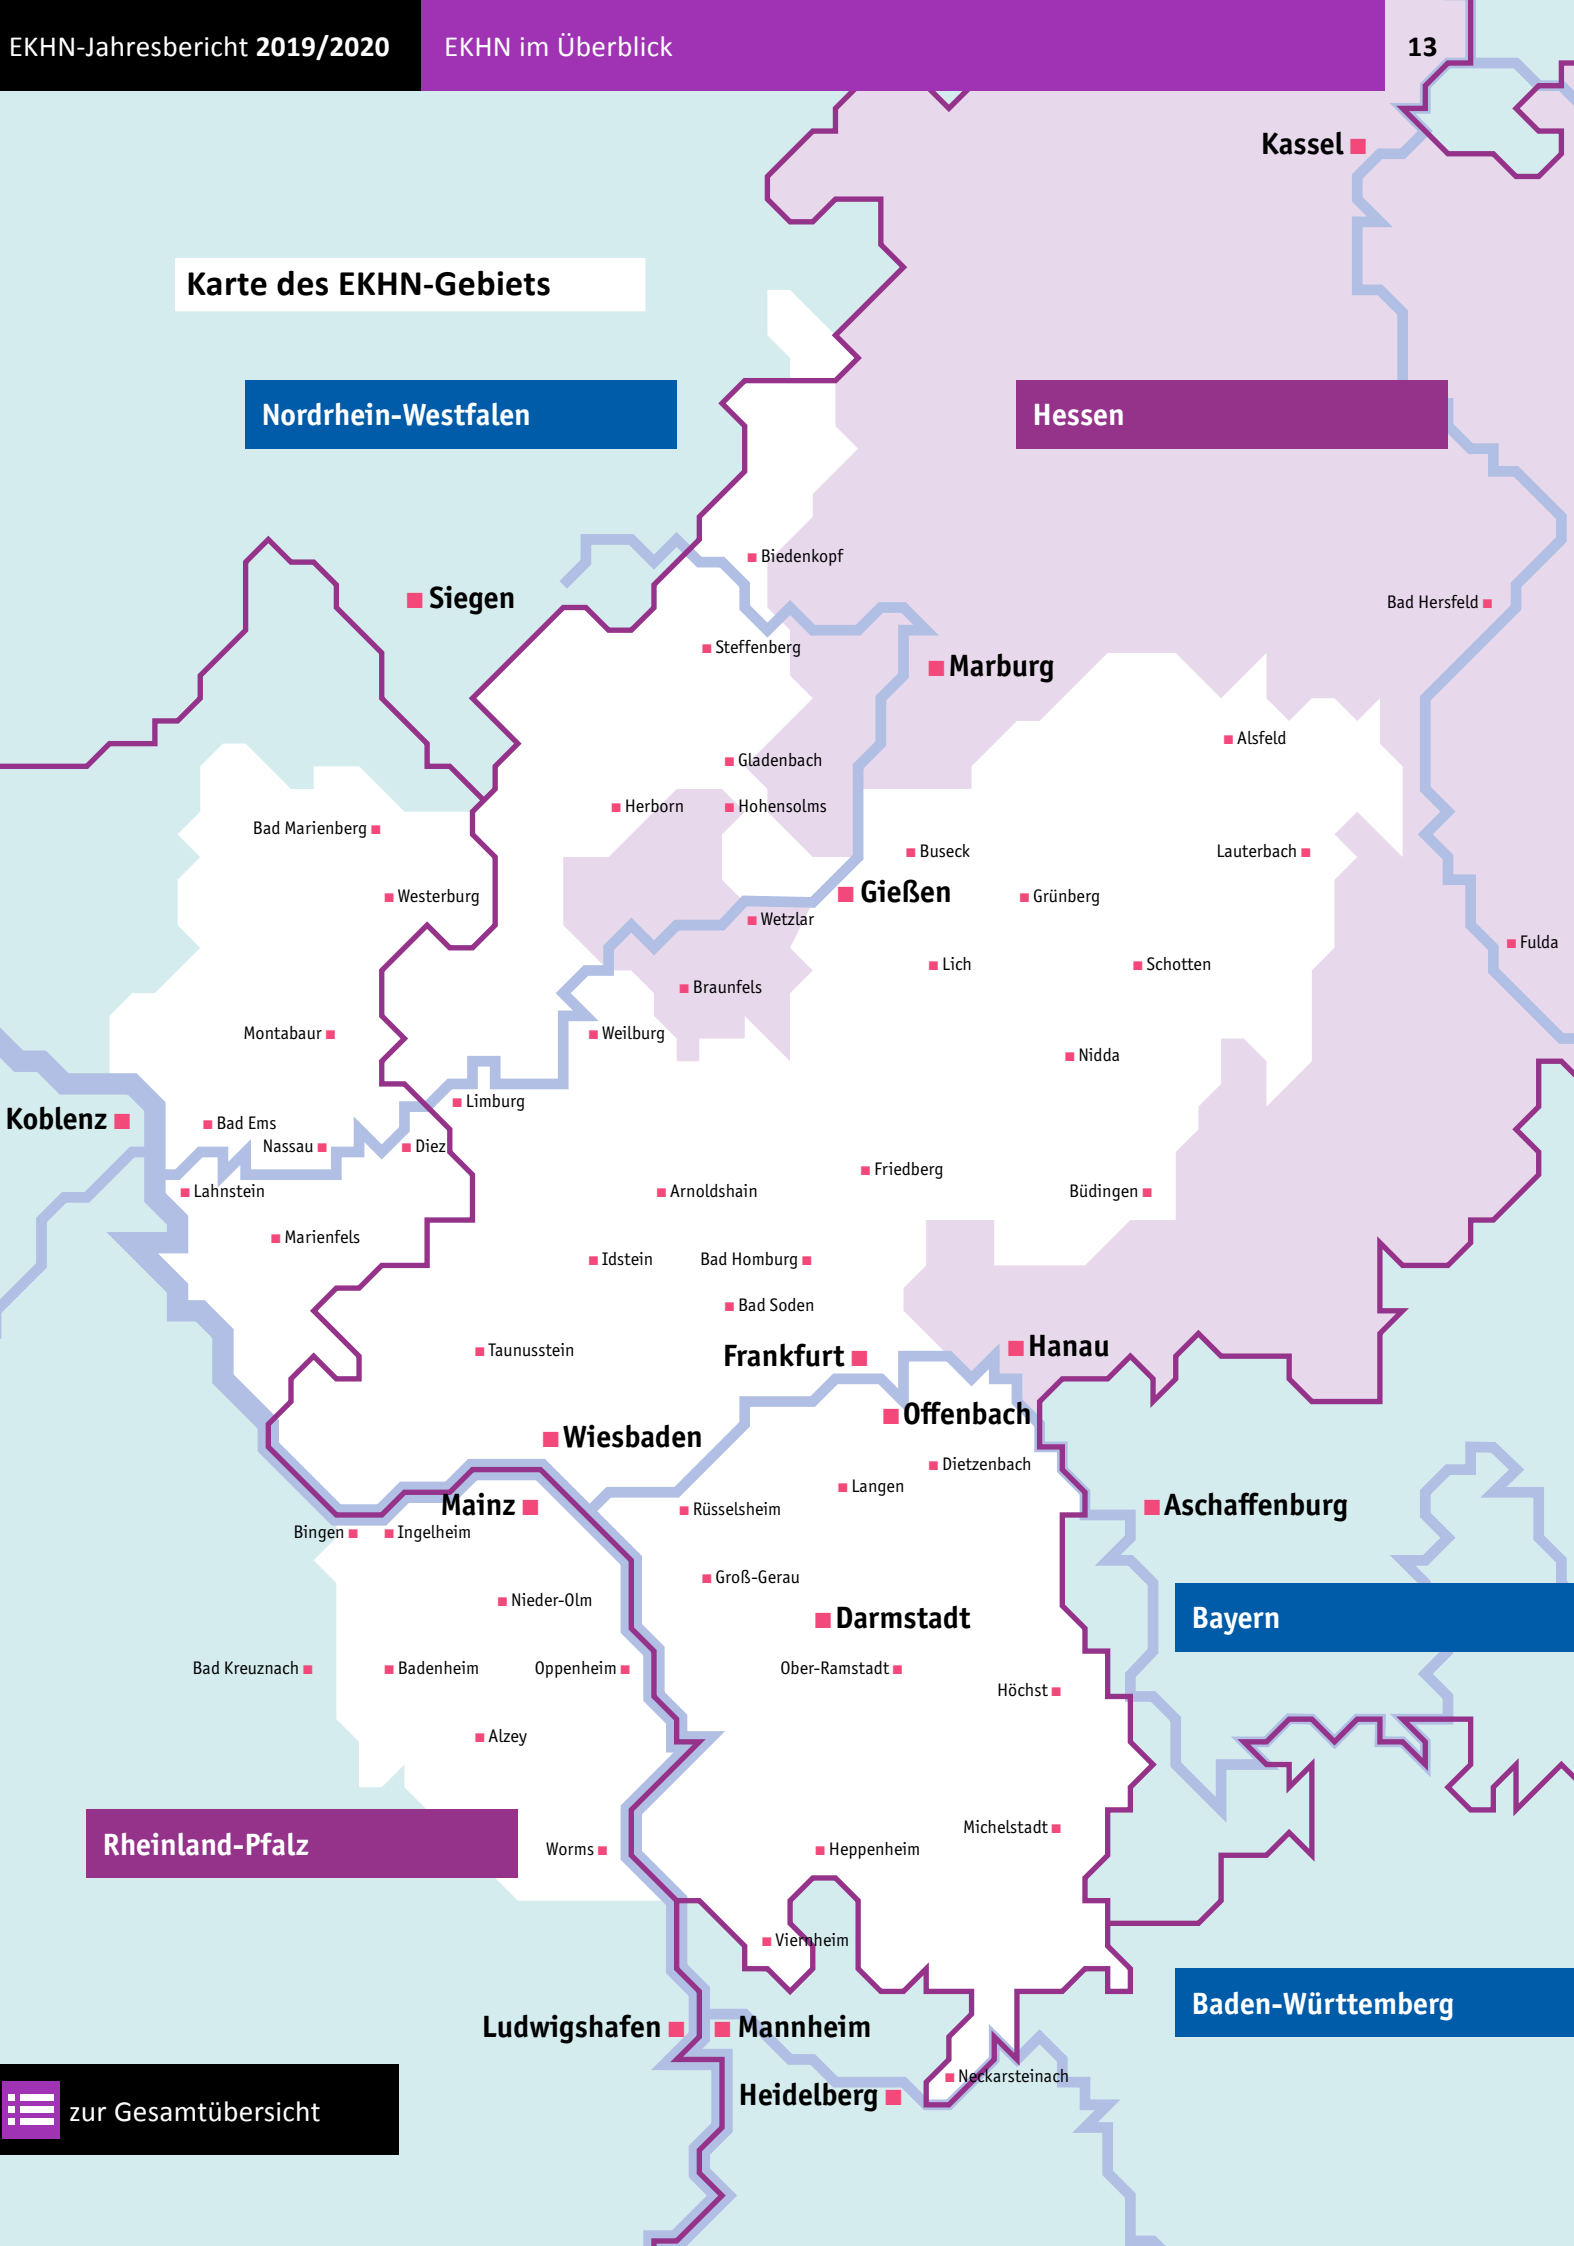 EKHN-Jahresbericht 2019/2020
EKHN im Überblick
13
Kassel
Karte des EKHN-Gebiets
Nordrhein-Westfalen
Hessen
Biedenkopf
Siegen
Bad Hersfeld
Steffenberg
Marburg
Alsfeld
Gladenbach
Herborn
Hohensolms
Bad Marienberg
Buseck
Lauterbach
Westerburg
Gießen
Grünberg
Wetzlar
Fulda
Lich
Schotten
Braunfels
Montabaur
Weilburg
Nidda
Limburg
Koblenz
Bad Ems
Nassau
Diez
Friedberg
Lahnstein
Arnoldshain
Büdingen
Marienfels
Idstein
Bad Homburg
Bad Soden
Taunusstein
Frankfurt
Hanau
Offenbach
Wiesbaden
Dietzenbach
Langen
Mainz
Rüsselsheim
Aschaffenburg
Bingen
Ingelheim
Groß-Gerau
Nieder-Olm
Darmstadt
Bayern
Bad Kreuznach
Badenheim
Oppenheim
Ober-Ramstadt
Höchst
Alzey
Michelstadt
Rheinland-Pfalz
Worms
Heppenheim
Viernheim
Baden-Württemberg
Ludwigshafen
Mannheim
Neckarsteinach
Heidelberg
zur Gesamtübersicht